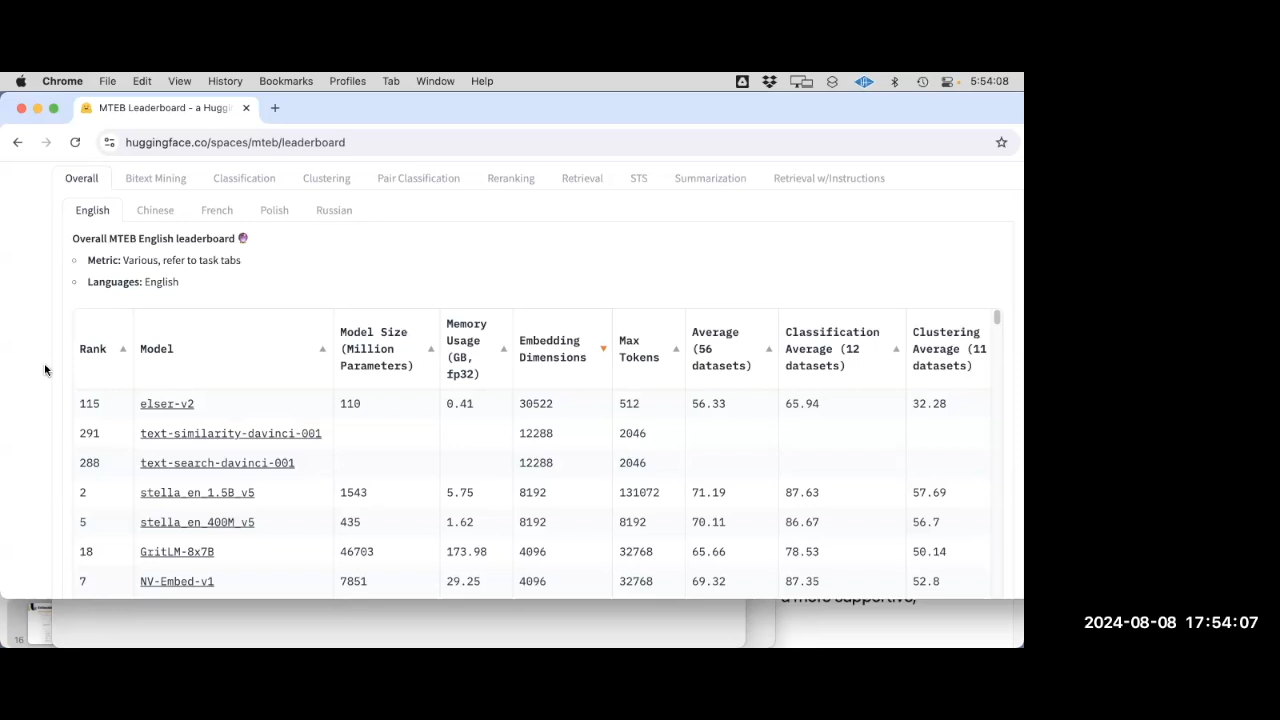 Chrome File Edit View History Bookmarks Profiles Tab Window Help 5:54:08
MTEB Leaderboard - a Huggi
huggingface.co/spaces/mteb/leaderboard
Overall Bitext Mining Classification Clustering Pair Classification Reranking Retrieval STS Summarization Retrieval w/Instructions
English Chinese French Polish Russian
Overall MTEB English leaderboard 🔮
Metric: Various, refer to task tabs
Languages: English
Rank Model Model Size (Million Parameters) Memory Usage (GB, fp32) Embedding Dimensions Max Tokens Average (56 datasets) Classification Average (12 datasets) Clustering Average (11 datasets)
115 elser-v2 110 0.41 30522 512 56.33 65.94 32.28
291 text-similarity-davinci-001 12288 2046
288 text-search-davinci-001 12288 2046
2 stella_en_1.5B_v5 1543 5.75 8192 131072 71.19 87.63 57.69
5 stella_en_400M_v5 435 1.62 8192 8192 70.11 86.67 56.7
18 GritLM-8x7B 46703 173.98 4096 32768 65.66 78.53 50.14
7 NV-Embed-v1 7851 29.25 4096 32768 69.32 87.35 52.8
a more supportive,
16
2024-08-08 17:54:07